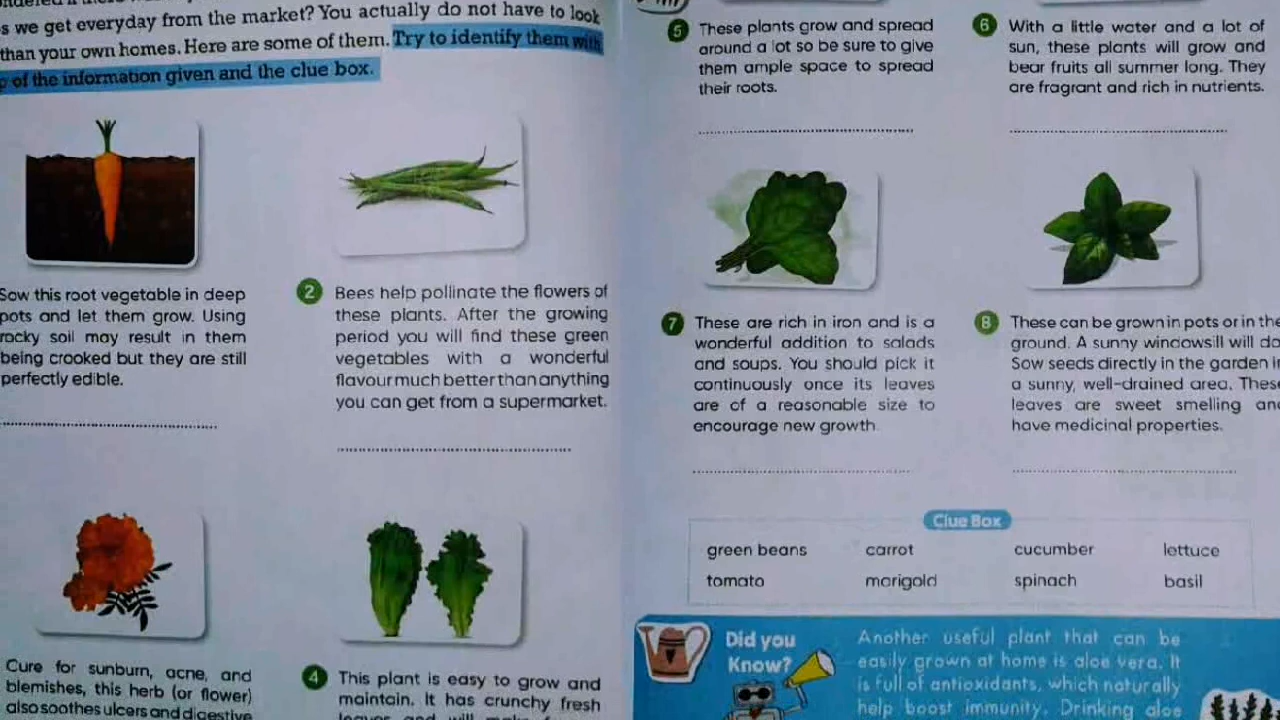 s we get everyday from the market? You actually do not have to look
than your own homes. Here are some of them. Try to identify them with
of the information given and the clue box.
Sow this root vegetable in deep
pots and let them grow. Using
rocky soil may result in them
being crooked but they are still
perfectly edible.
2 Bees help pollinate the flowers of
these plants. After the growing
period you will find these green
vegetables with a wonderful
flavour much better than anything
you can get from a supermarket.
Cure for sunburn, acne, and
blemishes, this herb (or flower)
also soothes ulcers and digestive
4 This plant is easy to grow and
maintain. It has crunchy fresh
leaves and will make
5 These plants grow and spread
around a lot so be sure to give
them ample space to spread
their roots.
6 With a little water and a lot of
sun, these plants will grow and
bear fruits all summer long. They
are fragrant and rich in nutrients.
7 These are rich in iron and is a
wonderful addition to salads
and soups. You should pick it
continuously once its leaves
are of a reasonable size to
encourage new growth.
8 These can be grown in pots or in the
ground. A sunny windowsill will do
Sow seeds directly in the garden in
a sunny, well-drained area. These
leaves are sweet smelling and
have medicinal properties.
Clue Box
green beans carrot cucumber lettuce
tomato marigold spinach basil
Did you
Know?
Another useful plant that can be
easily grown at home is aloe vera. It
is full of antioxidants, which naturally
help boost immunity. Drinking aloe